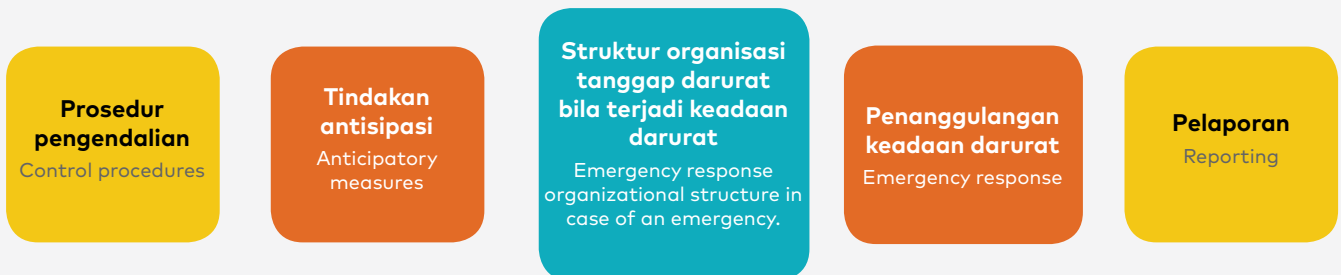 Prosedur
pengendalian
Control procedures
Tindakan
antisipasi
Anticipatory
measures
Struktur organisasi
tanggap darurat
bila terjadi keadaan
darurat
Emergency response
organizational structure in
case of an emergency.
Penanggulangan
keadaan darurat
Emergency response
Pelaporan
Reporting